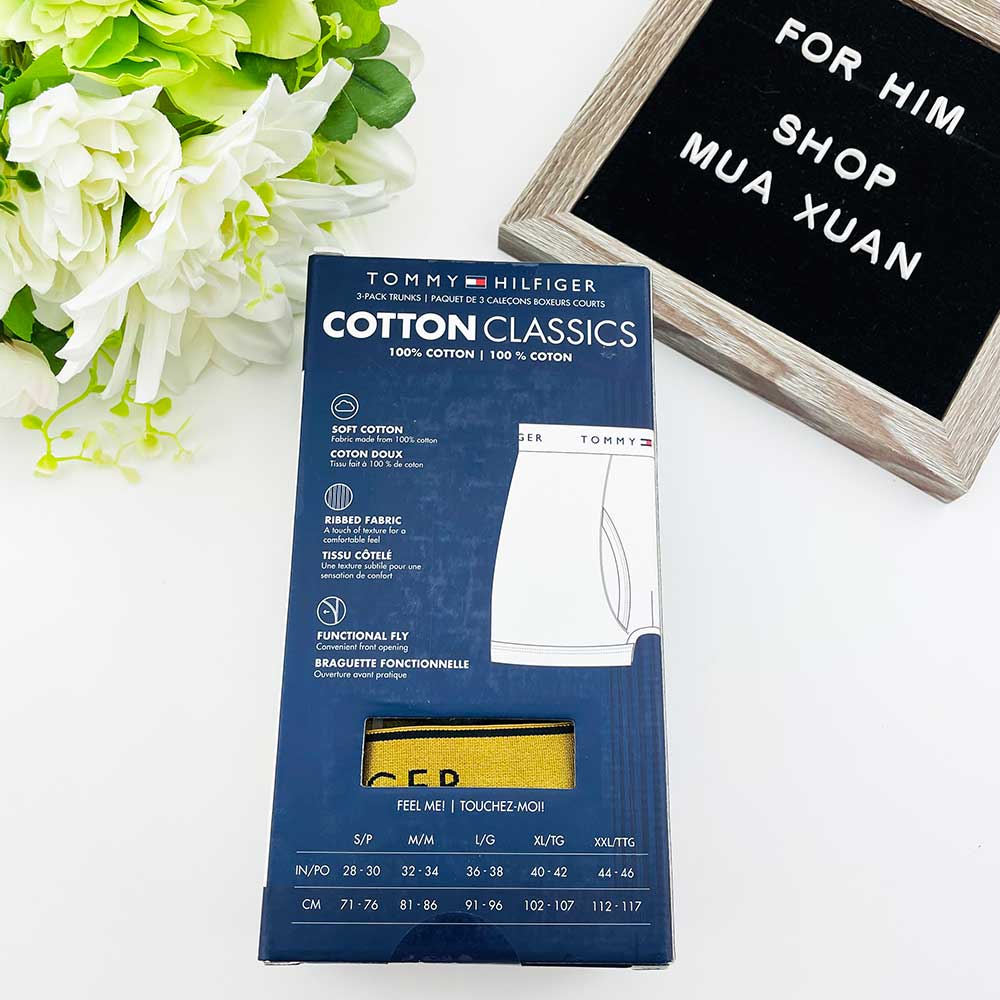 FOR HIM
SHOP
MUA XUAN
TOMMY HILFIGER
3-PACK TRUNKS | PAQUET DE 3 CALEÇONS BOXEURS COURTS
COTTON CLASSICS
100% COTTON | 100 % COTON
SOFT COTTON
Fabric made from 100% cotton
COTON DOUX
Tissu fait à 100 % de coton
GER TOMMY
RIBBED FABRIC
A touch of texture for a
comfortable feel
TISSU CÔTELÉ
Une texture subtile pour une
sensation de confort
FUNCTIONAL FLY
Convenient front opening
BRAGUETTE FONCTIONNELLE
Ouverture avant pratique
GER
FEEL ME! | TOUCHEZ-MOI!
S/P M/M L/G XL/TG XXL/TTG
IN/PO 28 - 30 32 - 34 36 - 38 40 - 42 44 - 46
CM 71 - 76 81 - 86 91 - 96 102 - 107 112 - 117